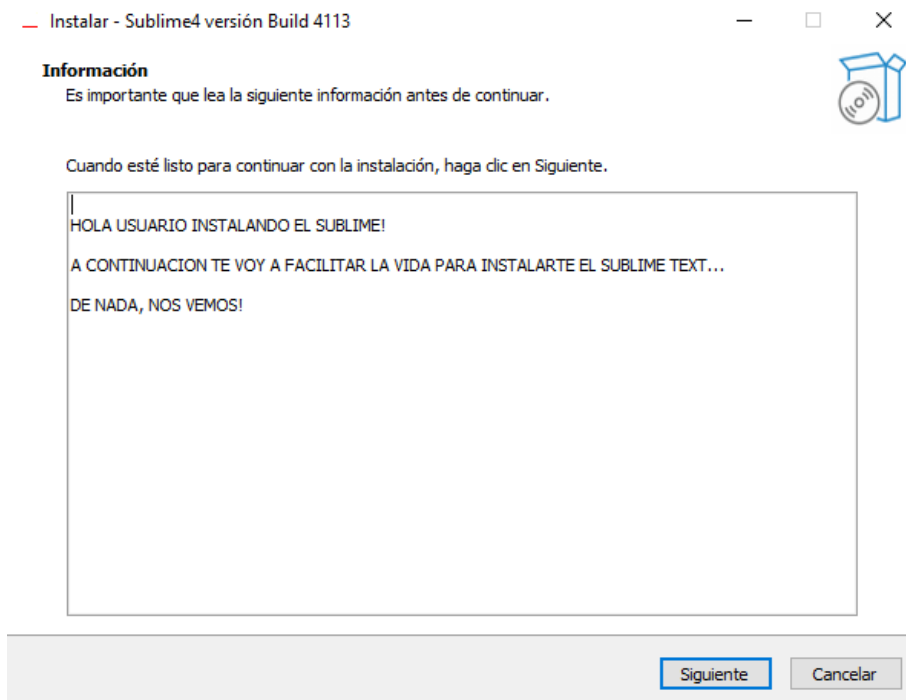 Instalar - Sublime4 versión Build 4113
Información
Es importante que lea la siguiente información antes de continuar.
Cuando esté listo para continuar con la instalación, haga clic en Siguiente.
HOLA USUARIO INSTALANDO EL SUBLIME!
A CONTINUACION TE VOY A FACILITAR LA VIDA PARA INSTALARTE EL SUBLIME TEXT...
DE NADA, NOS VEMOS!
Siguiente
Cancelar